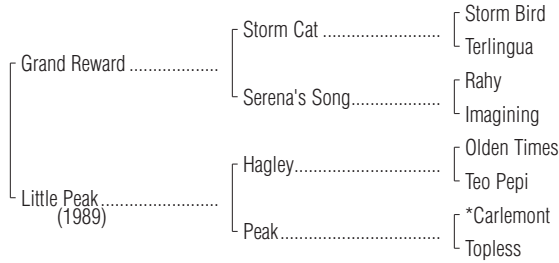 Storm Bird
Storm Cat ....................
Terlingua
Grand Reward ...............
Rahy
Serena's Song...............
Imagining
Olden Times
Hagley.........................
Teo Pepi
Little Peak....................
(1989)
*Carlemont
Peak............................
Topless